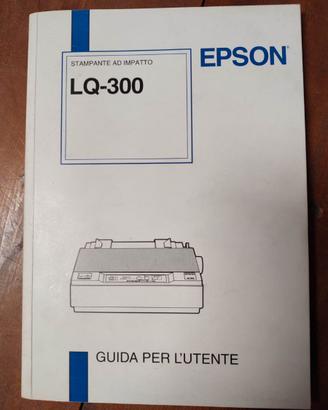 STAMPANTE AD IMPATTO
LQ-300
EPSON
GUIDA PER L'UTENTE